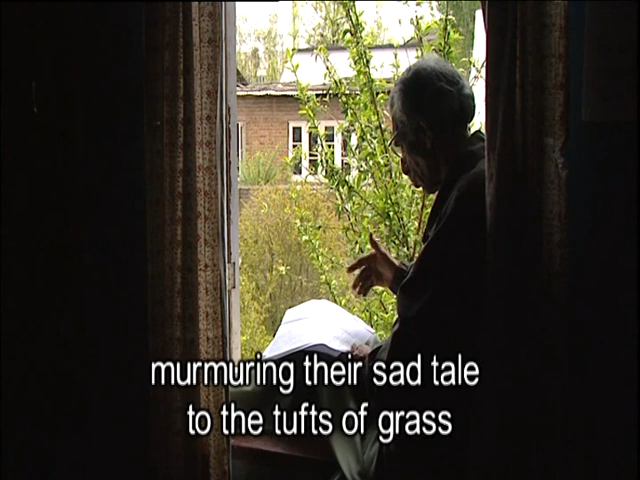 murmuring their sad tale
to the tufts of grass